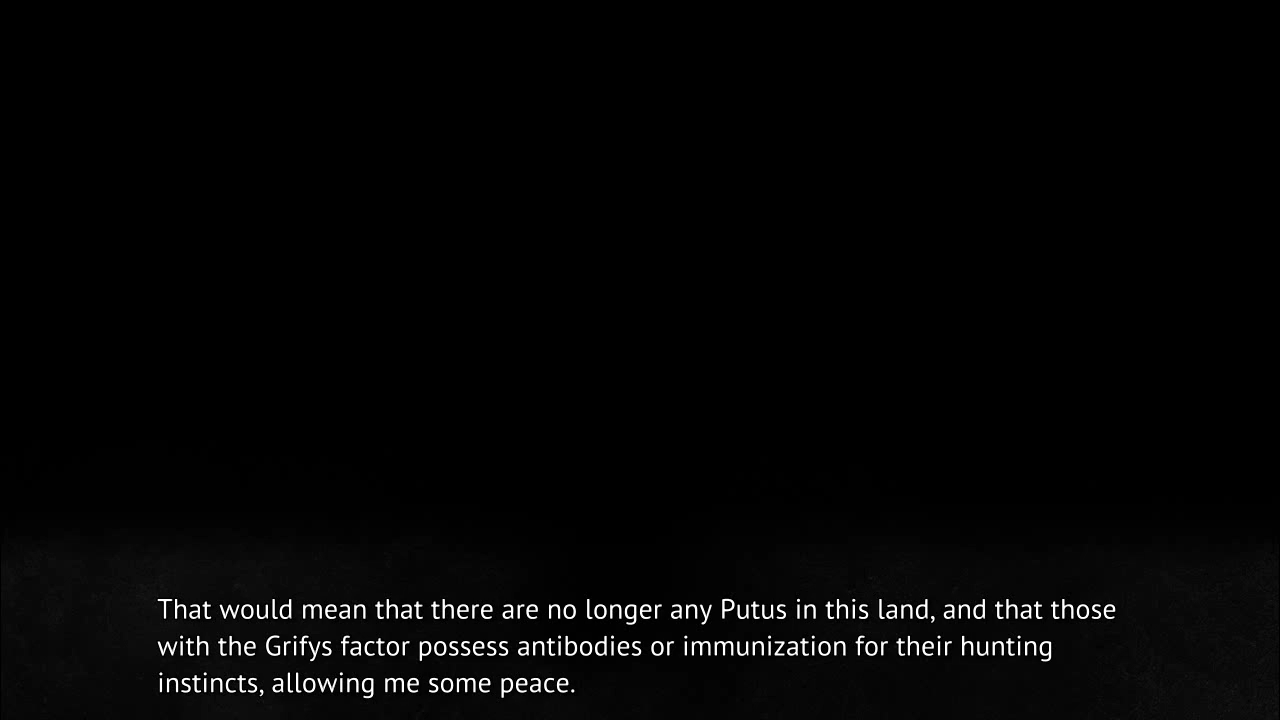 That would mean that there are no longer any Putus in this land, and that those
with the Grifys factor possess antibodies or immunization for their hunting
instincts, allowing me some peace.